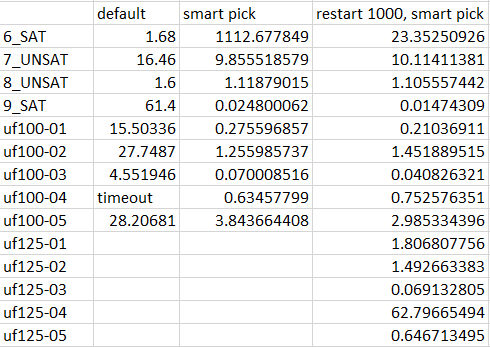 default smart pick restart 1000, smart pick
6_SAT 1.68 1112.677849 23.35250926
7_UNSAT 16.46 9.855518579 10.11411381
8_UNSAT 1.6 1.11879015 1.105557442
9_SAT 61.4 0.024800062 0.01474309
uf100-01 15.50336 0.275596857 0.21036911
uf100-02 27.7487 1.255985737 1.451889515
uf100-03 4.551946 0.070008516 0.040826321
uf100-04 timeout 0.63457799 0.752576351
uf100-05 28.20681 3.843664408 2.985334396
uf125-01 1.806807756
uf125-02 1.492663383
uf125-03 0.069132805
uf125-04 62.79665494
uf125-05 0.646713495